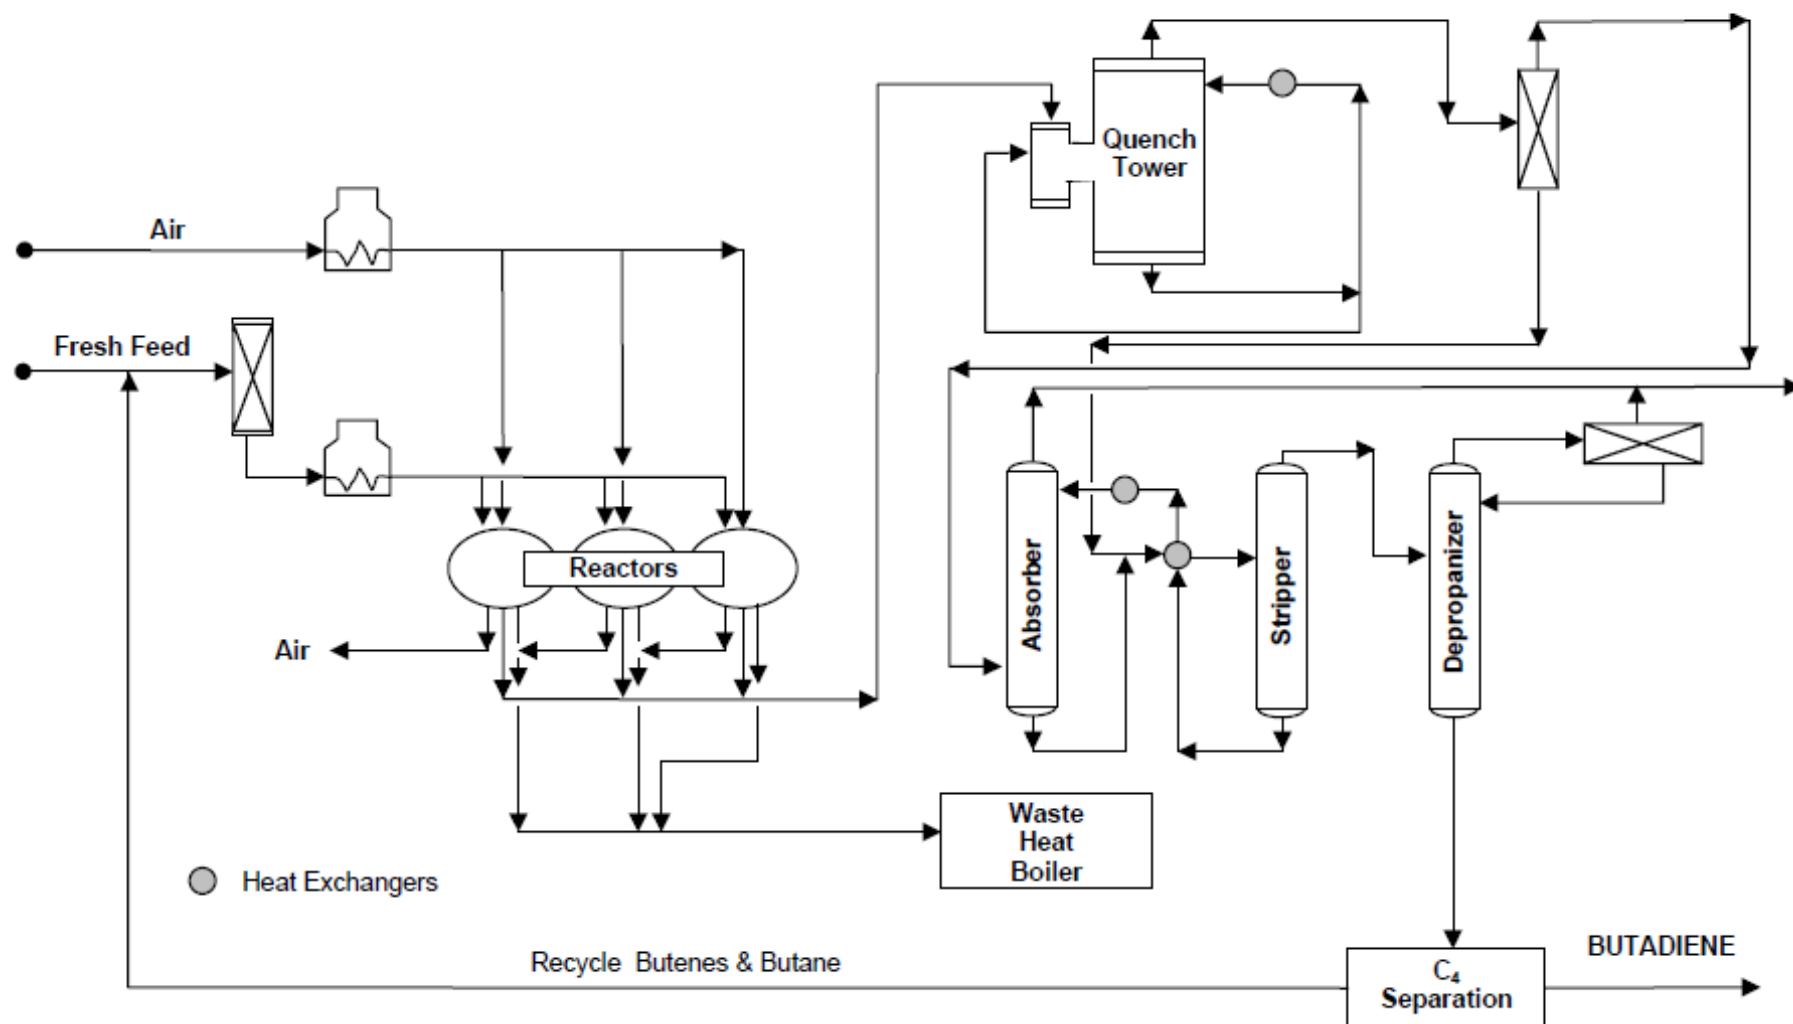 Quench
Tower
Air
Fresh Feed
Reactors
Absorber
Stripper
Depropanizer
Air
Waste
Heat
Boiler
Heat Exchangers
Recycle Butenes & Butane
BUTADIENE
C₄
Separation